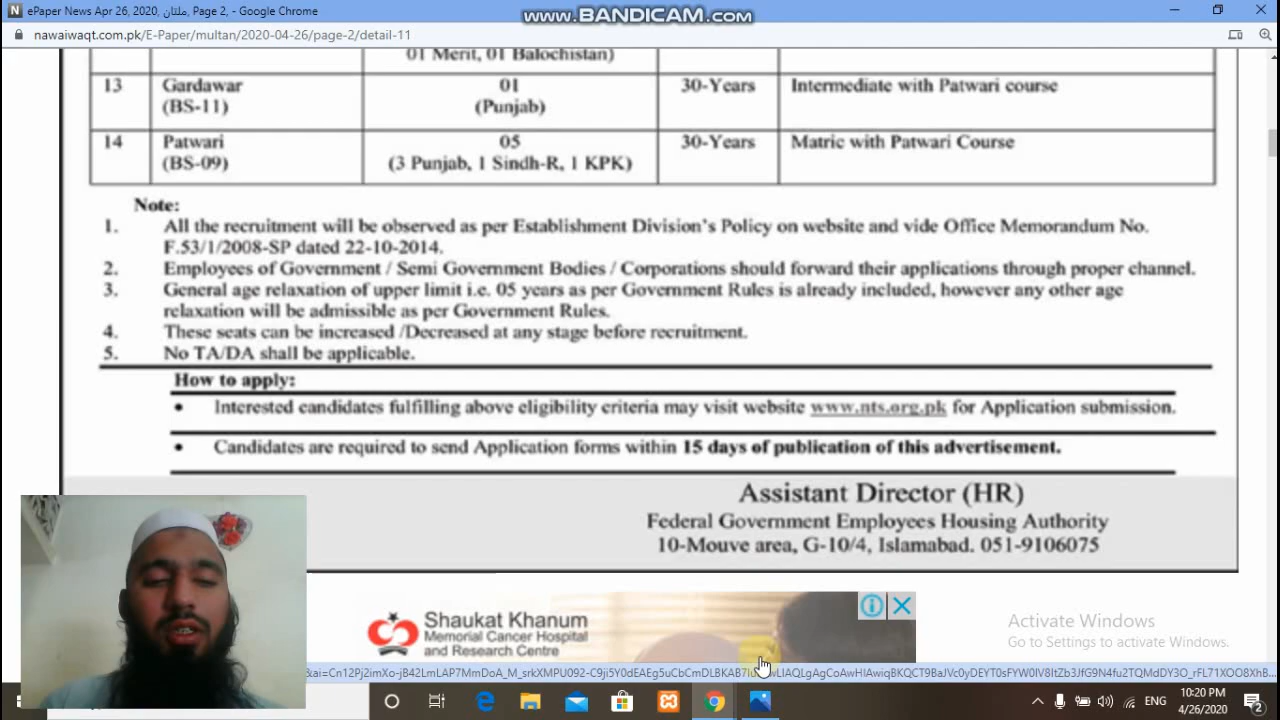 ePaper News Apr 26, 2020, ملتان, Page 2, - Google Chrome
www.BANDICAM.com
nawaiwaqt.com.pk/E-Paper/multan/2020-04-26/page-2/detail-11
01 Merit, 01 Balochistan)
13 Gardawar 01 30-Years Intermediate with Patwari course
(BS-11) (Punjab)
14 Patwari 05 30-Years Matric with Patwari Course
(BS-09) (3 Punjab, 1 Sindh-R, 1 KPK)
Note:
1. All the recruitment will be observed as per Establishment Division's Policy on website and vide Office Memorandum No.
F.53/1/2008-SP dated 22-10-2014.
2. Employees of Government / Semi Government Bodies / Corporations should forward their applications through proper channel.
3. General age relaxation of upper limit i.e. 05 years as per Government Rules is already included, however any other age
relaxation will be admissible as per Government Rules.
4. These seats can be increased /Decreased at any stage before recruitment.
5. No TA/DA shall be applicable.
How to apply:
• Interested candidates fulfilling above eligibility criteria may visit website www.nts.org.pk for Application submission.
• Candidates are required to send Application forms within 15 days of publication of this advertisement.
Assistant Director (HR)
Federal Government Employees Housing Authority
10-Mouve area, G-10/4, Islamabad. 051-9106075
Shaukat Khanum
Memorial Cancer Hospital
and Research Centre
Activate Windows
Go to Settings to activate Windows.
ENG
10:20 PM
4/26/2020
2